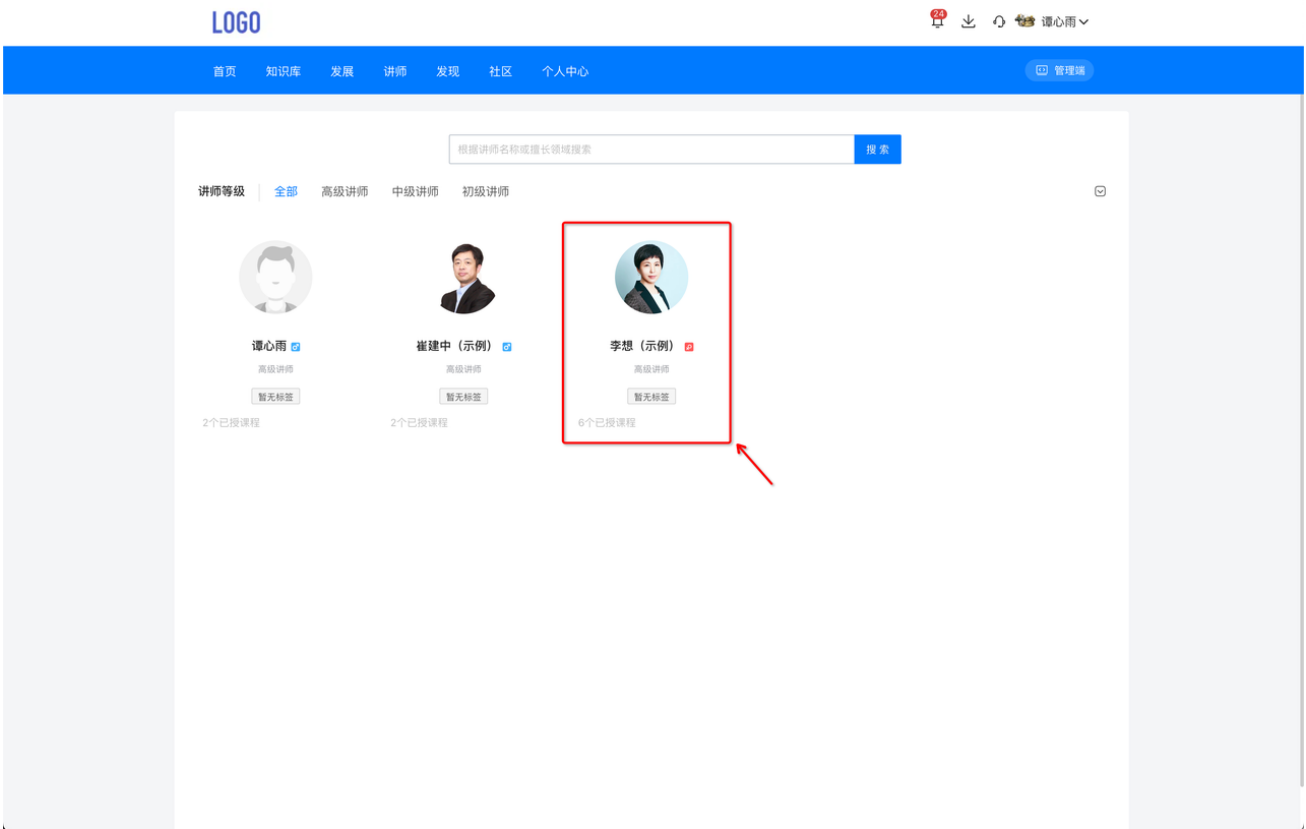 LOGO
24
谭心雨
首页 知识库 发展 讲师 发现 社区 个人中心 管理端
根据讲师名称或擅长领域搜索 搜 索
讲师等级 全部 高级讲师 中级讲师 初级讲师
谭心雨 崔建中（示例） 李想（示例）
高级讲师 高级讲师 高级讲师
暂无标签 暂无标签 暂无标签
2个已授课程 2个已授课程 6个已授课程